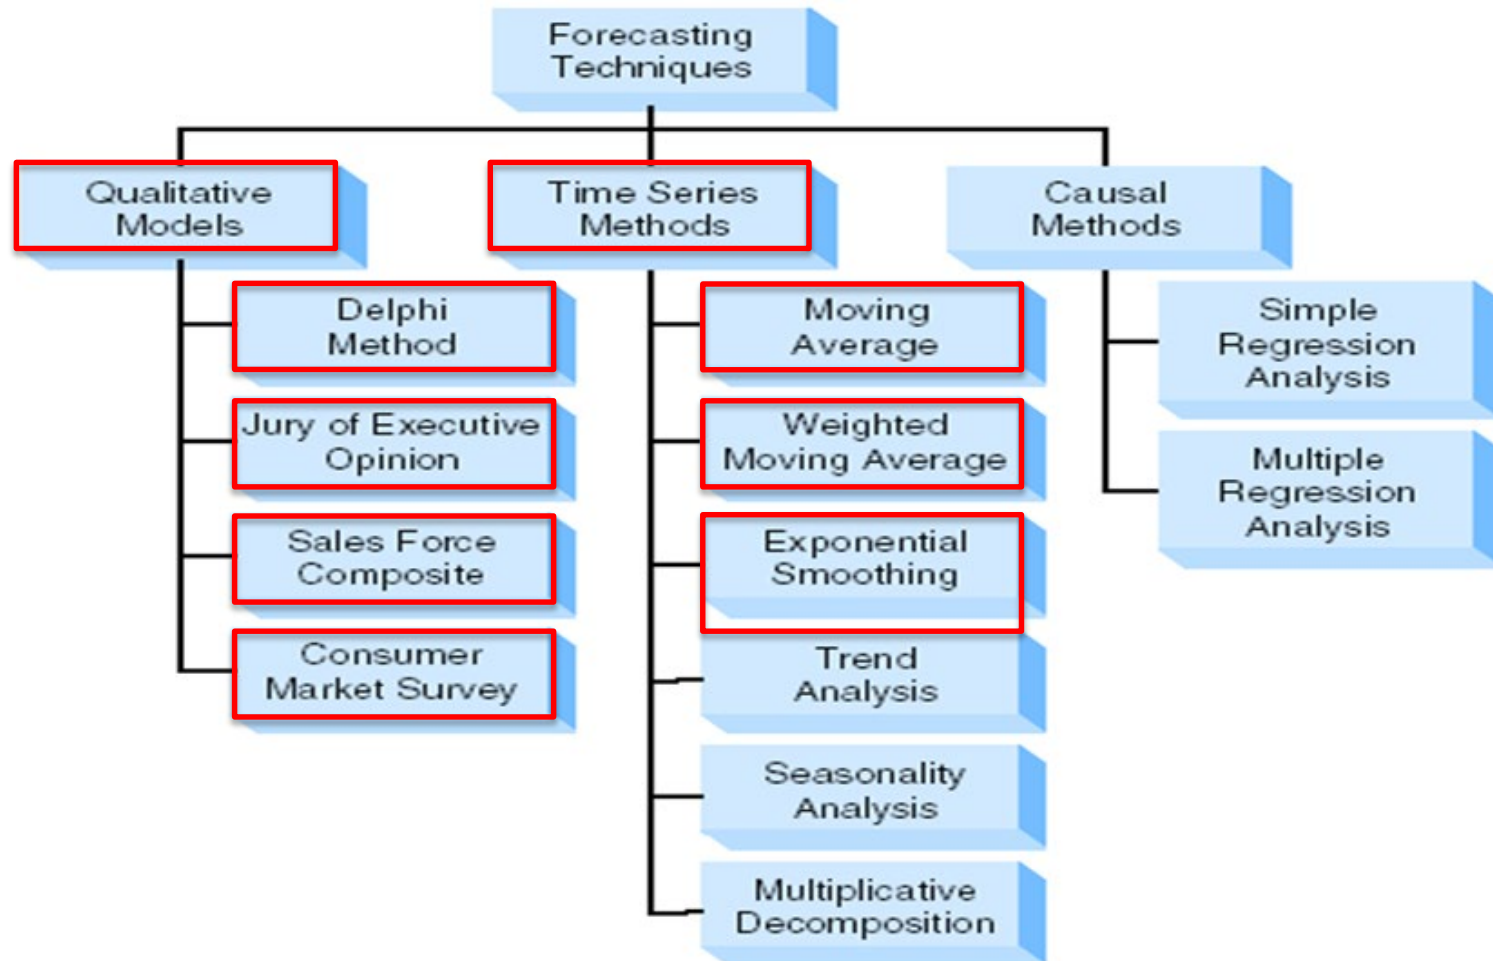 Forecasting
Techniques
Qualitative
Models
Time Series
Methods
Causal
Methods
Delphi
Method
Jury of Executive
Opinion
Sales Force
Composite
Consumer
Market Survey
Moving
Average
Weighted
Moving Average
Exponential
Smoothing
Trend
Analysis
Seasonality
Analysis
Multiplicative
Decomposition
Simple
Regression
Analysis
Multiple
Regression
Analysis